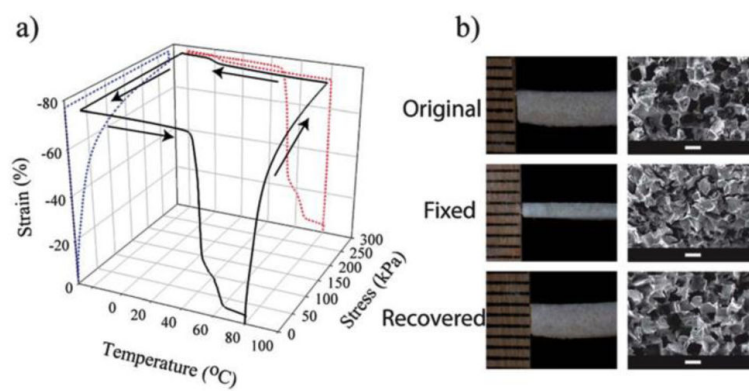 a)
b)
-80
-60
-40
-20
0
Strain (%)
0
20
40
60
80
100
Temperature (ºC)
0
50
100
150
200
250
300
Stress (kPa)
Original
Fixed
Recovered